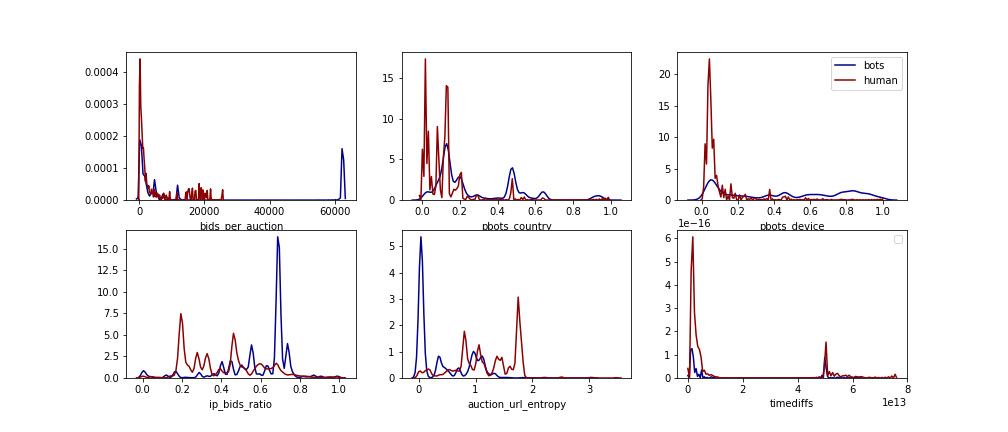 0.0004
0.0003
0.0002
0.0001
0.0000
0 20000 40000 60000
bids_per_auction
15
10
5
0
0.0 0.2 0.4 0.6 0.8 1.0
pbots_country
20
15
10
5
0
0.0 0.2 0.4 0.6 0.8 1.0
pbots_device
bots
human
15.0
12.5
10.0
7.5
5.0
2.5
0.0
0.0 0.2 0.4 0.6 0.8 1.0
ip_bids_ratio
5
4
3
2
1
0
0 1 2 3
auction_url_entropy
1e-16
6
5
4
3
2
1
0
0 2 4 6 8
1e13
timediffs